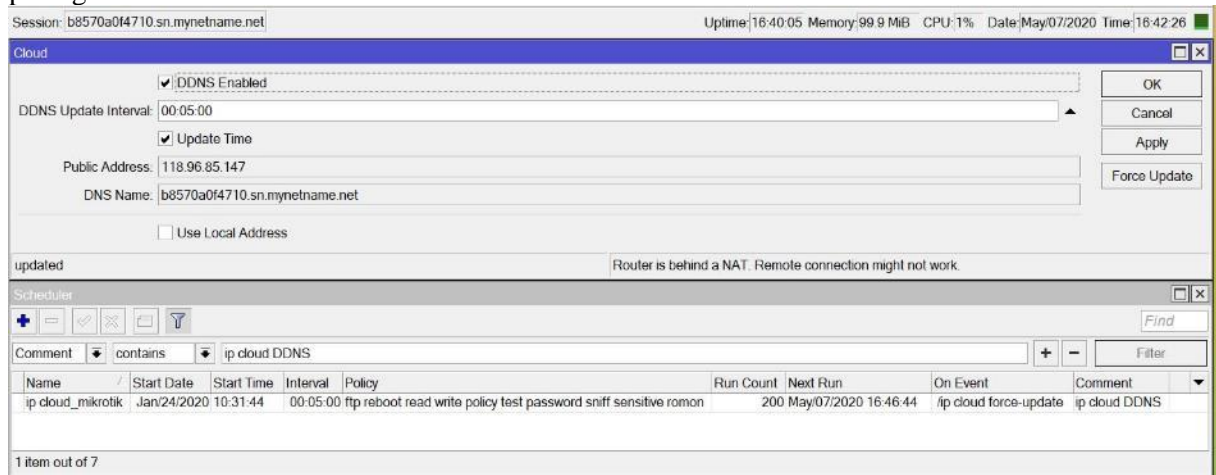 Session: b8570a0f4710.sn.mynetname.net Uptime: 16:40:05 Memory: 99.9 MiB CPU: 1% Date: May/07/2020 Time: 16:42:26
Cloud
DDNS Enabled
OK
DDNS Update Interval: 00:05:00
Cancel
Update Time
Apply
Public Address: 118.96.85.147
Force Update
DNS Name: b8570a0f4710.sn.mynetname.net
Use Local Address
updated Router is behind a NAT. Remote connection might not work.
Scheduler
Find
Comment contains ip cloud DDNS + - Filter
Name Start Date Start Time Interval Policy Run Count Next Run On Event Comment
ip cloud_mikrotik Jan/24/2020 10:31:44 00:05:00 ftp reboot read write policy test password sniff sensitive romon 200 May/07/2020 16:46:44 /ip cloud force-update ip cloud DDNS
1 item out of 7